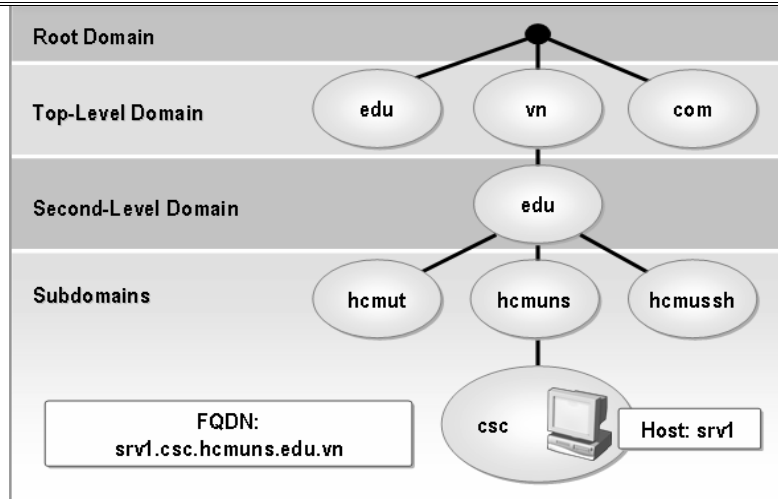 Root Domain
Top-Level Domain
edu
vn
com
Second-Level Domain
edu
Subdomains
hcmut
hcmuns
hcmussh
csc
Host: srv1
FQDN:
srv1.csc.hcmuns.edu.vn